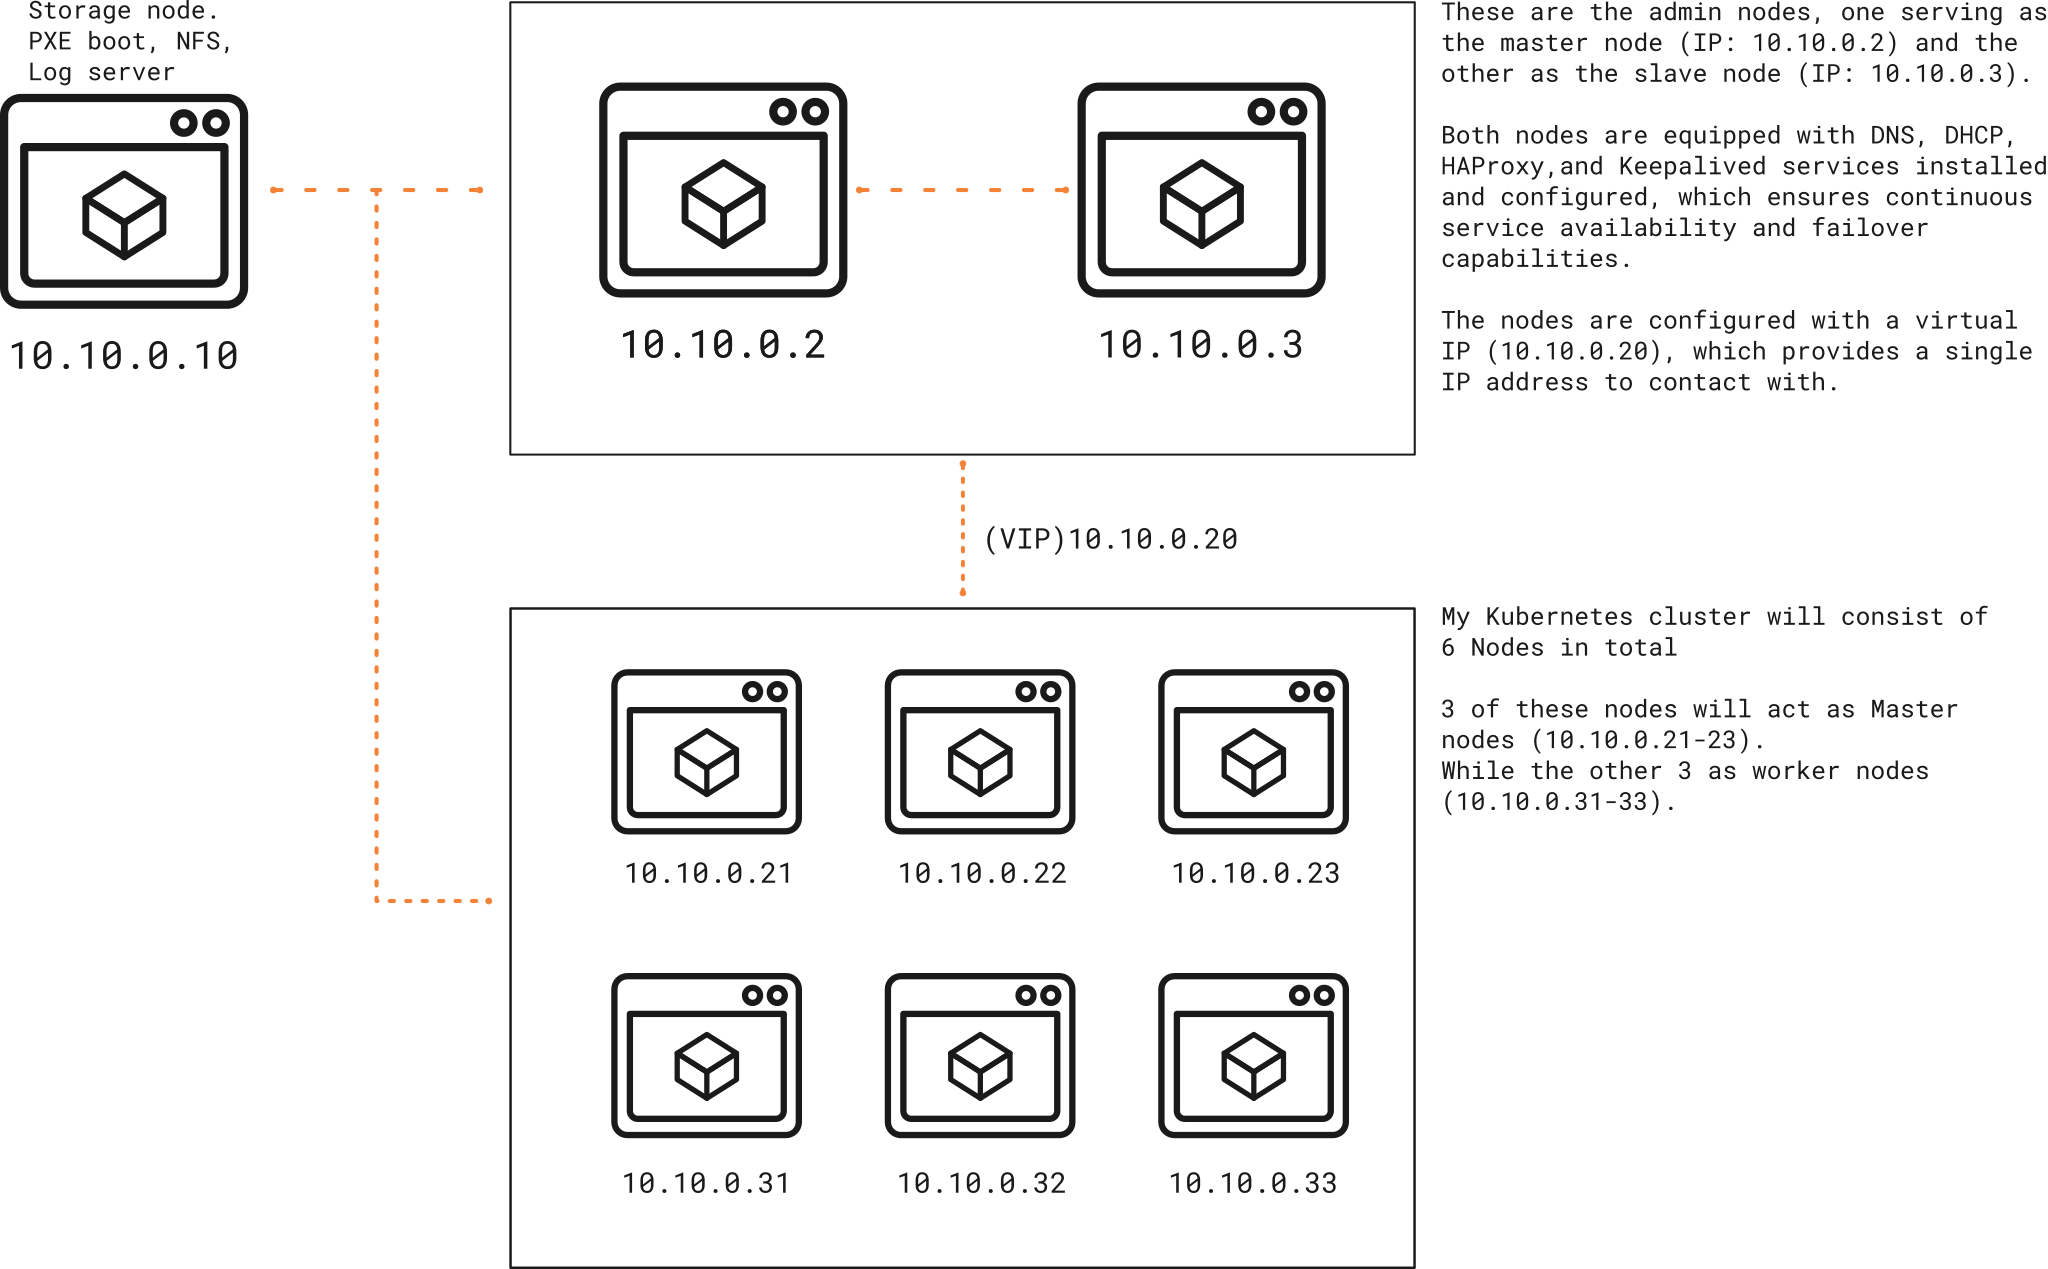 Storage node.
PXE boot, NFS,
Log server
10.10.0.10
10.10.0.2
10.10.0.3
These are the admin nodes, one serving as
the master node (IP: 10.10.0.2) and the
other as the slave node (IP: 10.10.0.3).
Both nodes are equipped with DNS, DHCP,
HAProxy,and Keepalived services installed
and configured, which ensures continuous
service availability and failover
capabilities.
The nodes are configured with a virtual
IP (10.10.0.20), which provides a single
IP address to contact with.
(VIP)10.10.0.20
10.10.0.21
10.10.0.22
10.10.0.23
10.10.0.31
10.10.0.32
10.10.0.33
My Kubernetes cluster will consist of
6 Nodes in total
3 of these nodes will act as Master
nodes (10.10.0.21-23).
While the other 3 as worker nodes
(10.10.0.31-33).